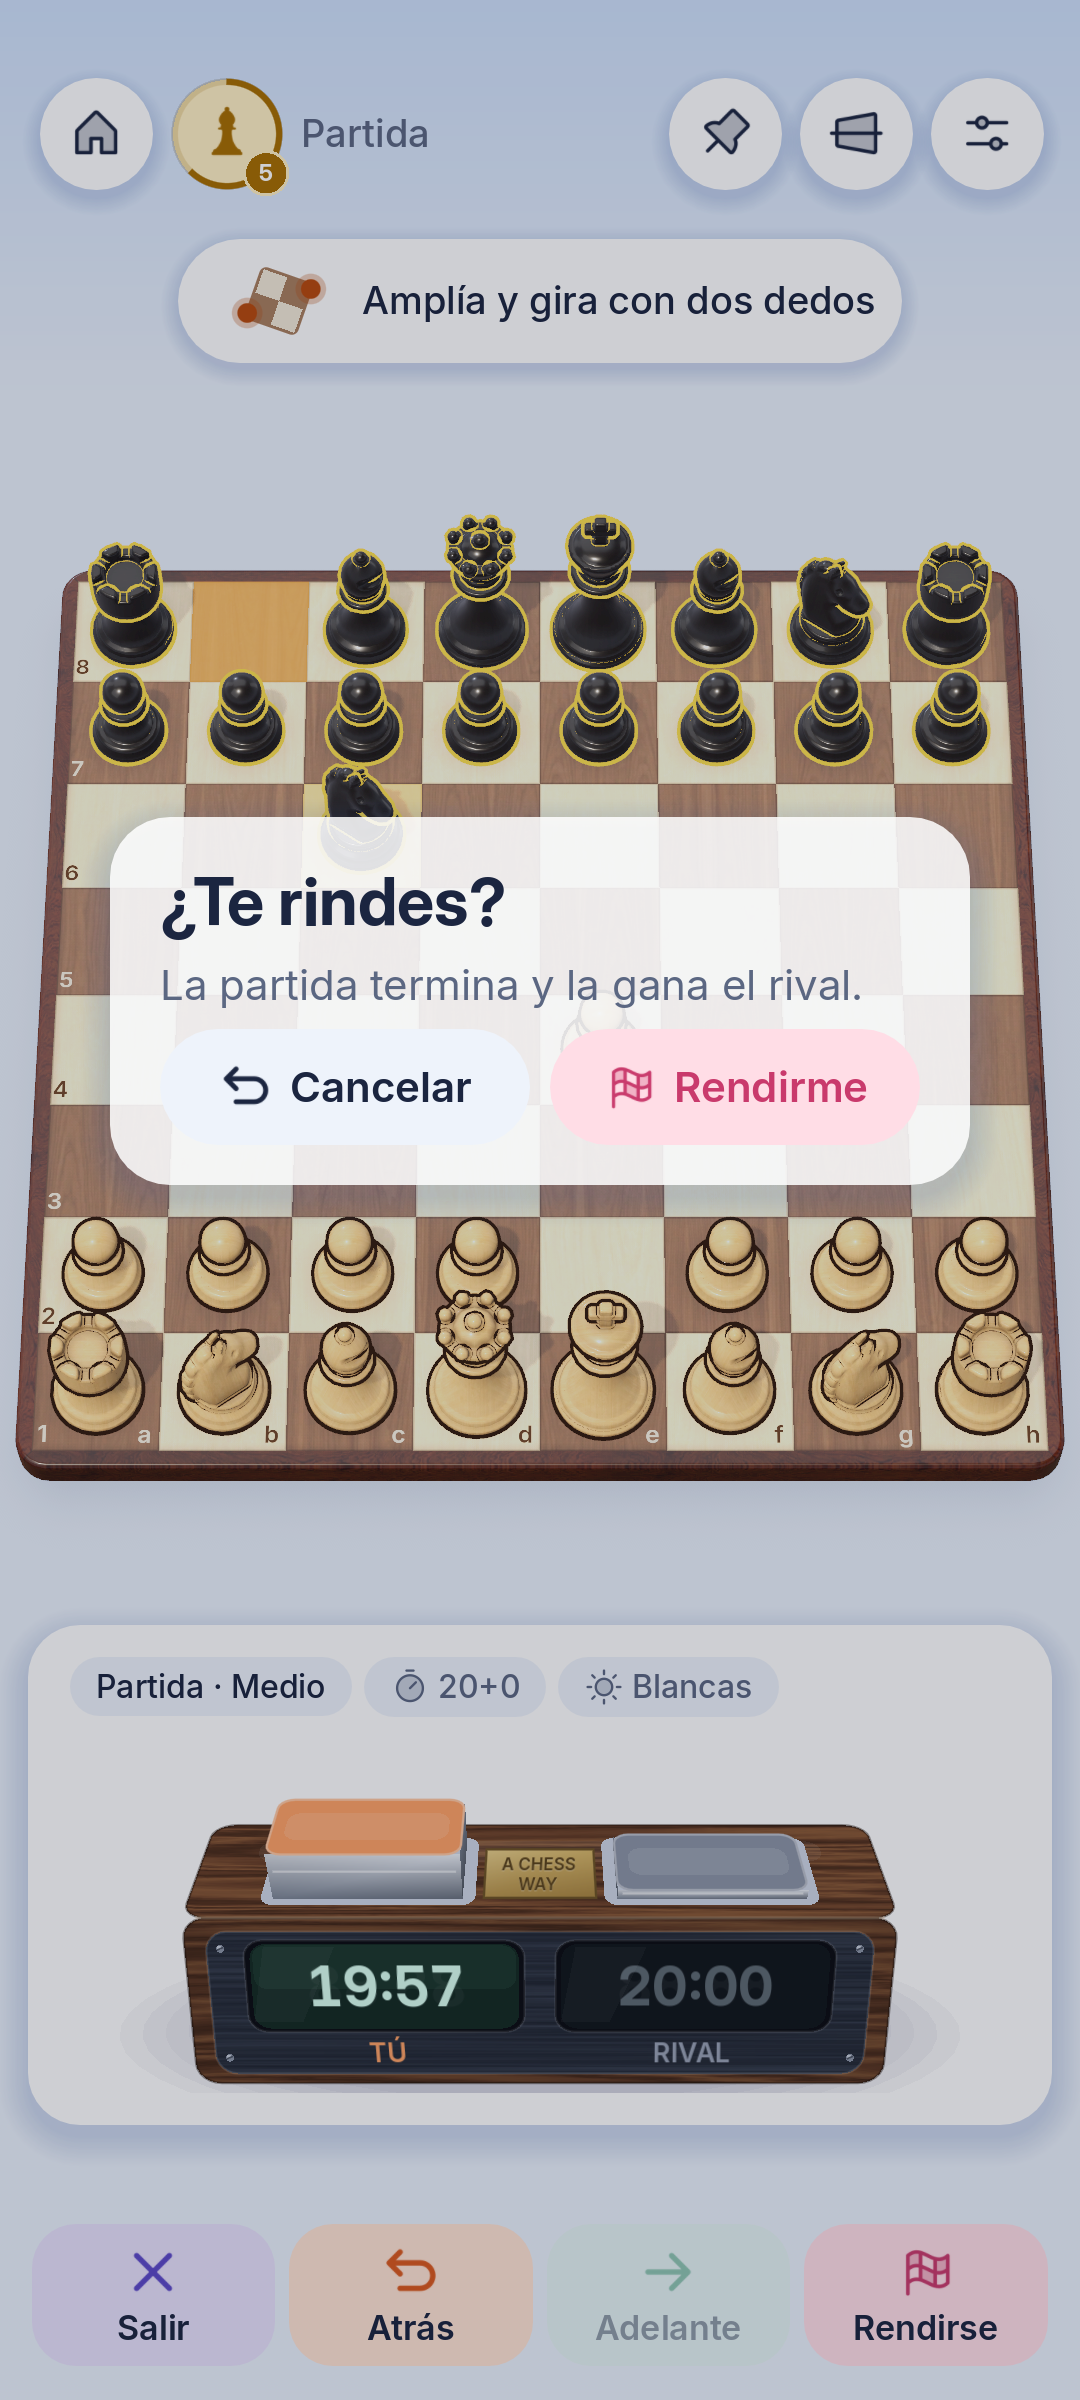 Partida
5
Amplía y gira con dos dedos
8
7
6
5
4
3
2
1 a b c d e f g h
¿Te rindes?
La partida termina y la gana el rival.
Cancelar
Rendirme
Partida · Medio
20+0
Blancas
A CHESS
WAY
19:57
20:00
TÚ
RIVAL
Salir
Atrás
Adelante
Rendirse